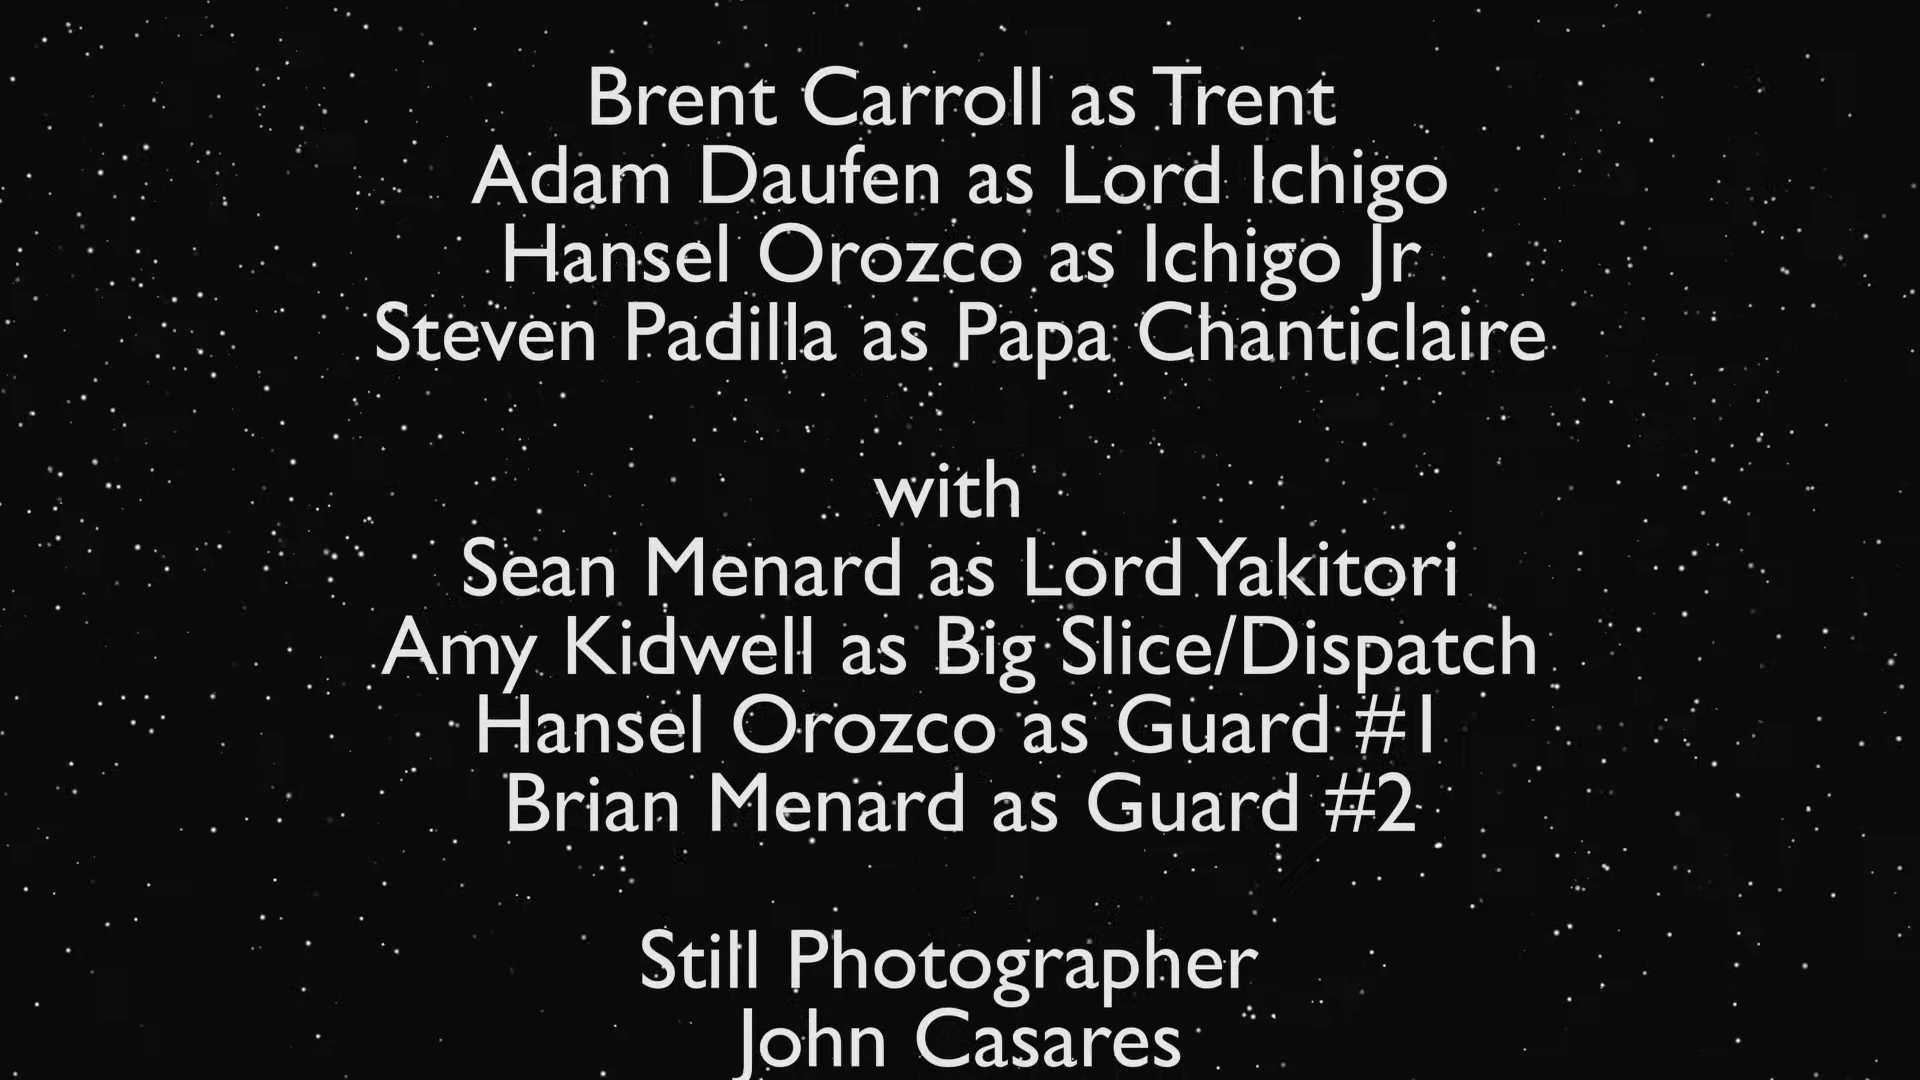 Brent Carroll as Trent
Adam Daufen as Lord Ichigo
Hansel Orozco as Ichigo Jr
Steven Padilla as Papa Chanticlaire
with
Sean Menard as Lord Yakitori
Amy Kidwell as Big Slice/Dispatch
Hansel Orozco as Guard #1
Brian Menard as Guard #2
Still Photographer
John Casares